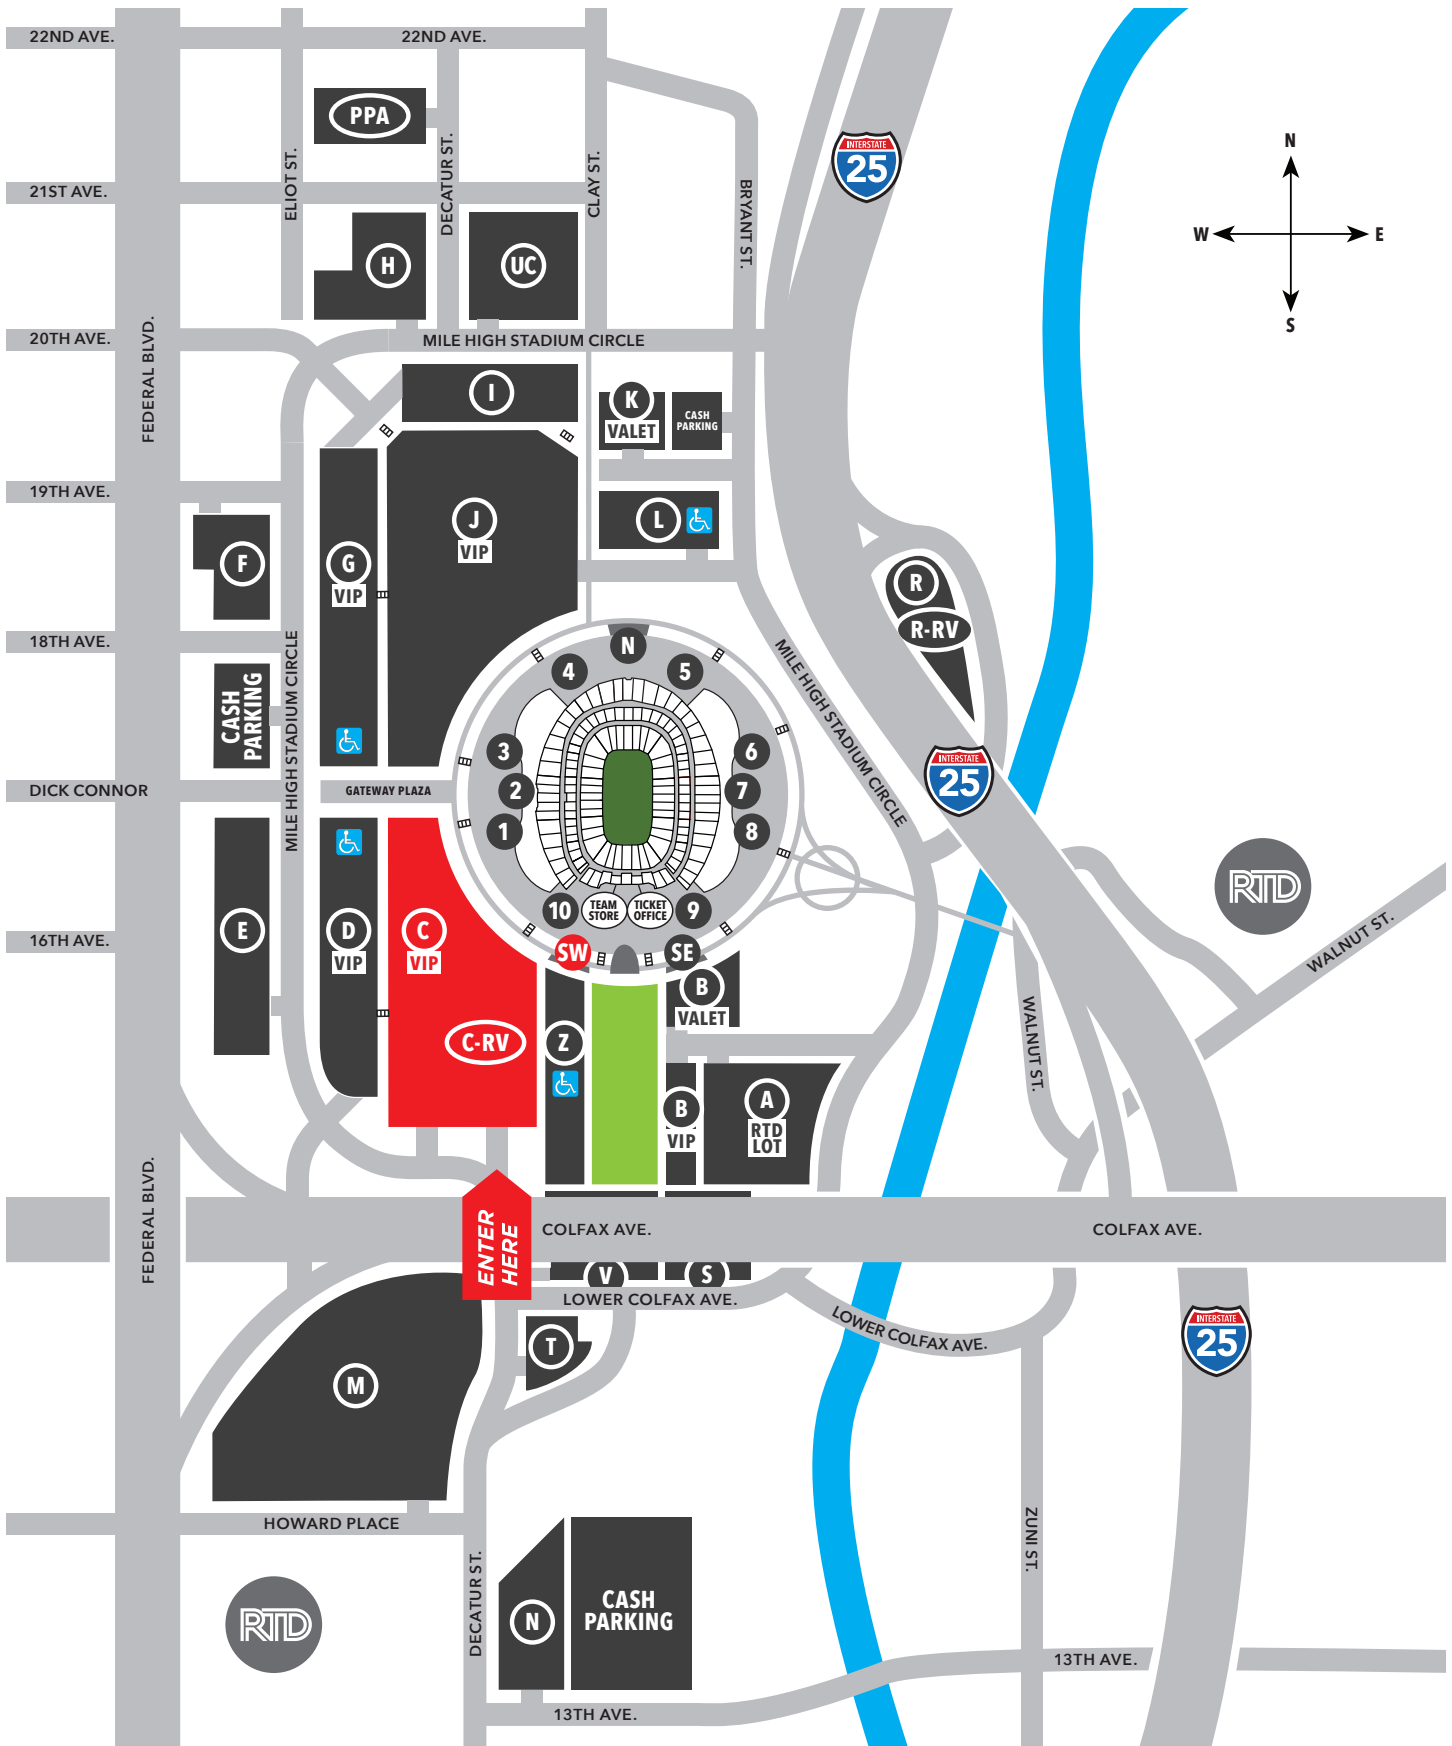 22ND AVE.
22ND AVE.
PPA
ELIOT ST.
DECATUR ST.
CLAY ST.
BRYANT ST.
INTERSTATE
25
N
W
E
S
21ST AVE.
H
UC
FEDERAL BLVD.
20TH AVE.
MILE HIGH STADIUM CIRCLE
I
K
VALET
CASH
PARKING
19TH AVE.
J
VIP
L
F
G
VIP
R
R-RV
18TH AVE.
MILE HIGH STADIUM CIRCLE
MILE HIGH STADIUM CIRCLE
CASH
PARKING
N
4
5
3
6
2
7
1
8
10
TEAM
STORE
TICKET
OFFICE
9
SW
SE
INTERSTATE
25
DICK CONNOR
GATEWAY PLAZA
RTD
16TH AVE.
E
D
VIP
C
VIP
C-RV
B
VALET
Z
B
VIP
A
RTD
LOT
WALNUT ST.
WALNUT ST.
FEDERAL BLVD.
ENTER
HERE
COLFAX AVE.
COLFAX AVE.
V
S
LOWER COLFAX AVE.
LOWER COLFAX AVE.
INTERSTATE
25
T
M
HOWARD PLACE
DECATUR ST.
ZUNI ST.
RTD
N
CASH
PARKING
13TH AVE.
13TH AVE.